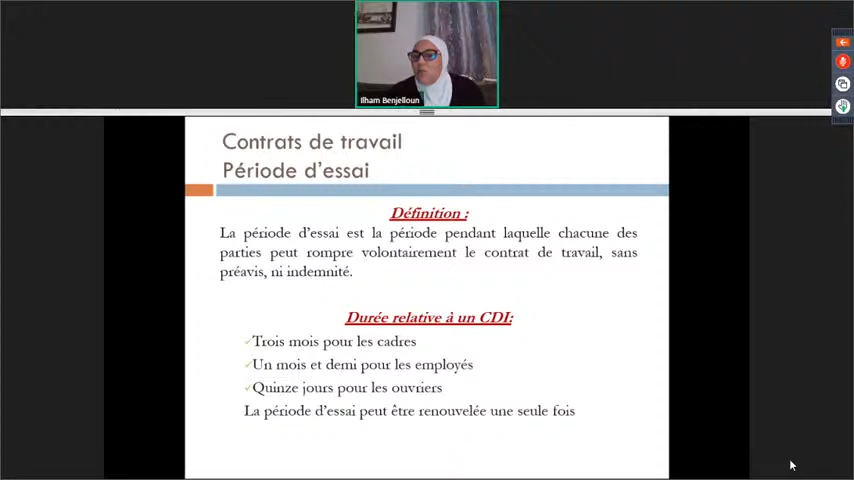 Ilham Benjelloun
Contrats de travail
Période d'essai
Définition :
La période d'essai est la période pendant laquelle chacune des
parties peut rompre volontairement le contrat de travail, sans
préavis, ni indemnité.
Durée relative à un CDI:
Trois mois pour les cadres
Un mois et demi pour les employés
Quinze jours pour les ouvriers
La période d'essai peut être renouvelée une seule fois